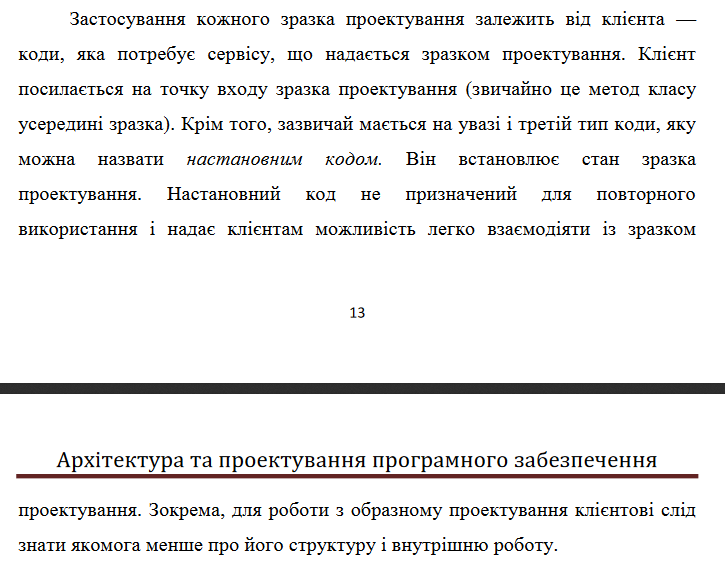 Застосування кожного зразка проектування залежить від клієнта —
коди, яка потребує сервісу, що надається зразком проектування. Клієнт
посилається на точку входу зразка проектування (звичайно це метод класу
усередині зразка). Крім того, зазвичай мається на увазі і третій тип коди, яку
можна назвати настановним кодом. Він встановлює стан зразка
проектування. Настановний код не призначений для повторного
використання і надає клієнтам можливість легко взаємодіяти із зразком
13
Архітектура та проектування програмного забезпечення
проектування. Зокрема, для роботи з образному проектування клієнтові слід
знати якомога менше про його структуру і внутрішню роботу.